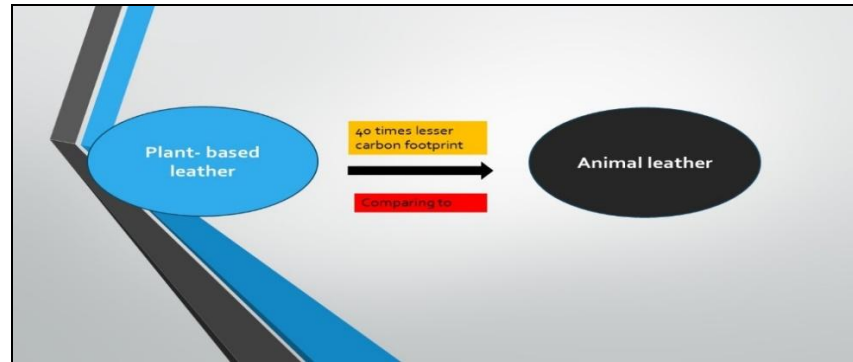 Plant- based
leather
40 times lesser
carbon footprint
Comparing to
Animal leather